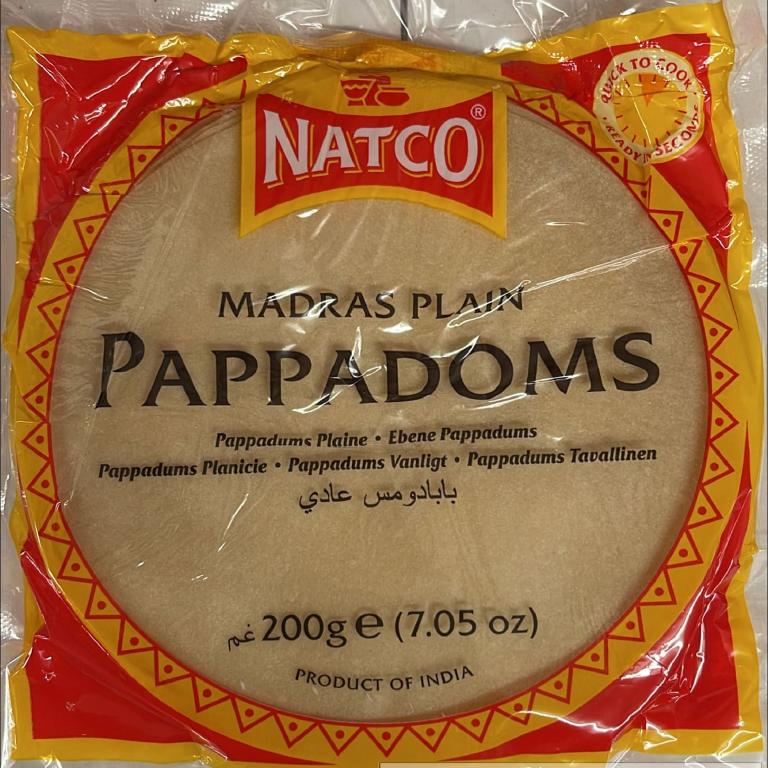 NATCO®
QUICK TO COOK
READY IN SECONDS
MADRAS PLAIN
PAPPADOMS
Pappadums Plaine • Ebene Pappadums
Pappadums Planicie • Pappadums Vanligt • Pappadums Tavallinen
بابادومس عادي
200g e (7.05 oz) غم
PRODUCT OF INDIA